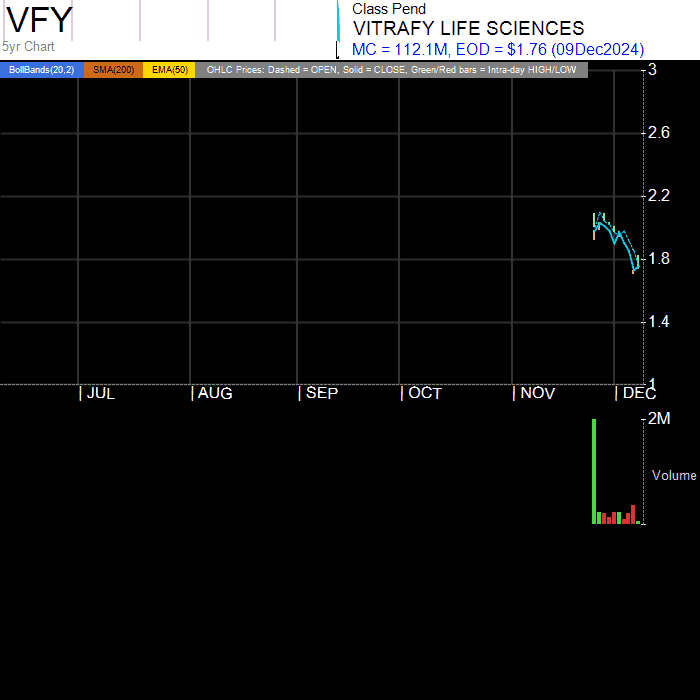 VFY
5yr Chart
Class Pend
VITRAFY LIFE SCIENCES
MC = 112.1M, EOD = $1.76 (09Dec2024)
BollBands(20,2) SMA(200) EMA(50) OHLC Prices: Dashed = OPEN, Solid = CLOSE, Green/Red bars = Intra-day HIGH/LOW
3
2.6
2.2
1.8
1.4
1
| JUL | AUG | SEP | OCT | NOV | DEC
2M
Volume